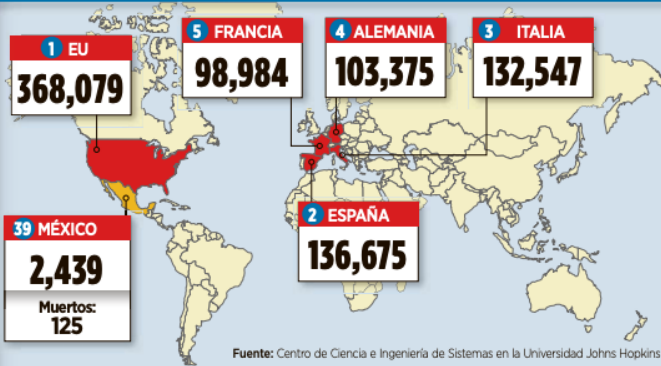 1 EU
368,079
5 FRANCIA
98,984
4 ALEMANIA
103,375
3 ITALIA
132,547
39 MÉXICO
2,439
Muertos:
125
2 ESPAÑA
136,675
Fuente: Centro de Ciencia e Ingeniería de Sistemas en la Universidad Johns Hopkins